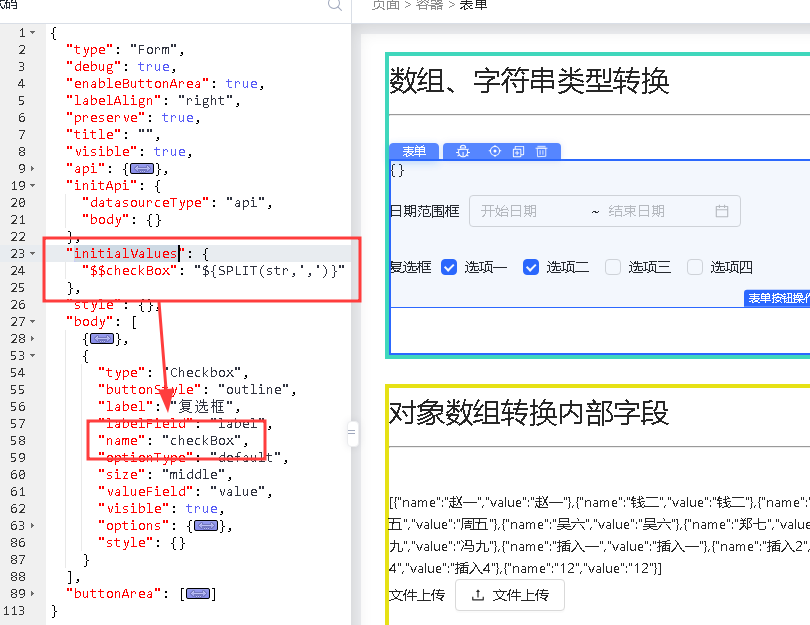 代码
页面 > 容器 > 表单
1 {
2 "type": "Form",
3 "debug": true,
4 "enableButtonArea": true,
5 "labelAlign": "right",
6 "preserve": true,
7 "title": "",
8 "visible": true,
9 "api": {},
19 "initApi": {
20 "datasourceType": "api",
21 "body": {}
22 },
23 "initialValues": {
24 "$$checkBox": "${SPLIT(str,',')}"
25 },
26 "style": {},
27 "body": [
28 {},
53 {
54 "type": "Checkbox",
55 "buttonStyle": "outline",
56 "label": "复选框",
57 "labelField": "label",
58 "name": "checkBox",
59 "optionType": "default",
60 "size": "middle",
61 "valueField": "value",
62 "visible": true,
63 "options": {},
86 "style": {}
87 }
88 ],
89 "buttonArea": []
113 }
数组、字符串类型转换
表单
{}
日期范围框 开始日期 ~ 结束日期
复选框 选项一 选项二 选项三 选项四
表单按钮操作
对象数组转换内部字段
[{"name":"赵一","value":"赵一"},{"name":"钱二","value":"钱二"},{"name":
五","value":"周五"},{"name":"吴六","value":"吴六"},{"name":"郑七","valu
九","value":"冯九"},{"name":"插入一","value":"插入一"},{"name":"插入2",
4","value":"插入4"},{"name":"12","value":"12"}]
文件上传 文件上传